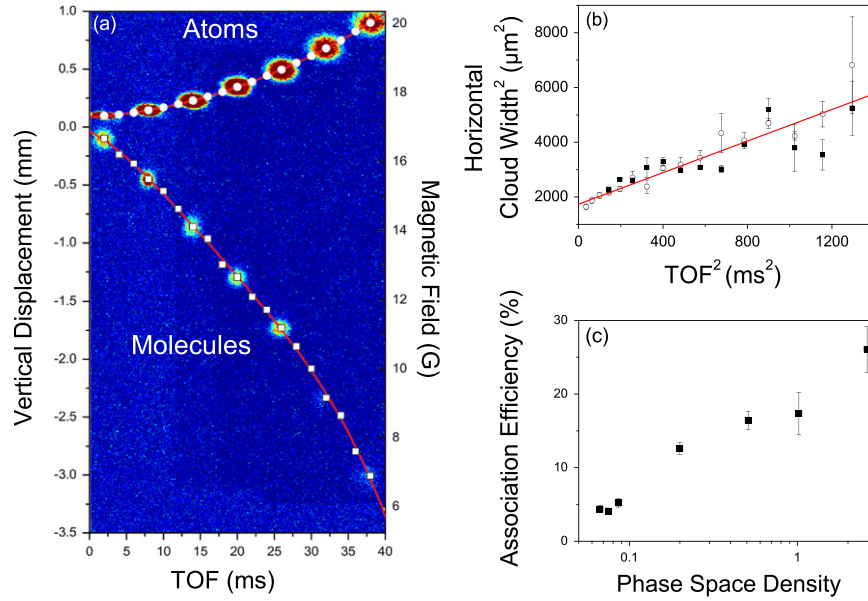 (a)
Atoms
Molecules
1.0
0.5
0.0
-0.5
-1.0
-1.5
-2.0
-2.5
-3.0
-3.5
Vertical Displacement (mm)
0 5 10 15 20 25 30 35 40
TOF (ms)
20
18
16
14
12
10
8
6
Magnetic Field (G)
(b)
8000
6000
4000
2000
Horizontal
Cloud Width² (μm²)
0 400 800 1200
TOF² (ms²)
(c)
30
20
10
0
Association Efficiency (%)
0.1 1
Phase Space Density